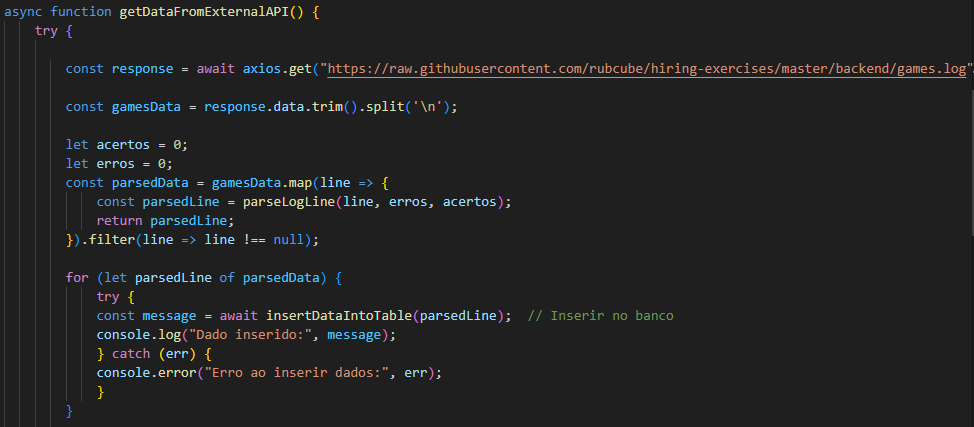 async function getDataFromExternalAPI() {
try {
const response = await axios.get("https://raw.githubusercontent.com/rubcube/hiring-exercises/master/backend/games.log"
const gamesData = response.data.trim().split('\n');
let acertos = 0;
let erros = 0;
const parsedData = gamesData.map(line => {
const parsedLine = parseLogLine(line, erros, acertos);
return parsedLine;
}).filter(line => line !== null);
for (let parsedLine of parsedData) {
try {
const message = await insertDataIntoTable(parsedLine);  // Inserir no banco
console.log("Dado inserido:", message);
} catch (err) {
console.error("Erro ao inserir dados:", err);
}
}